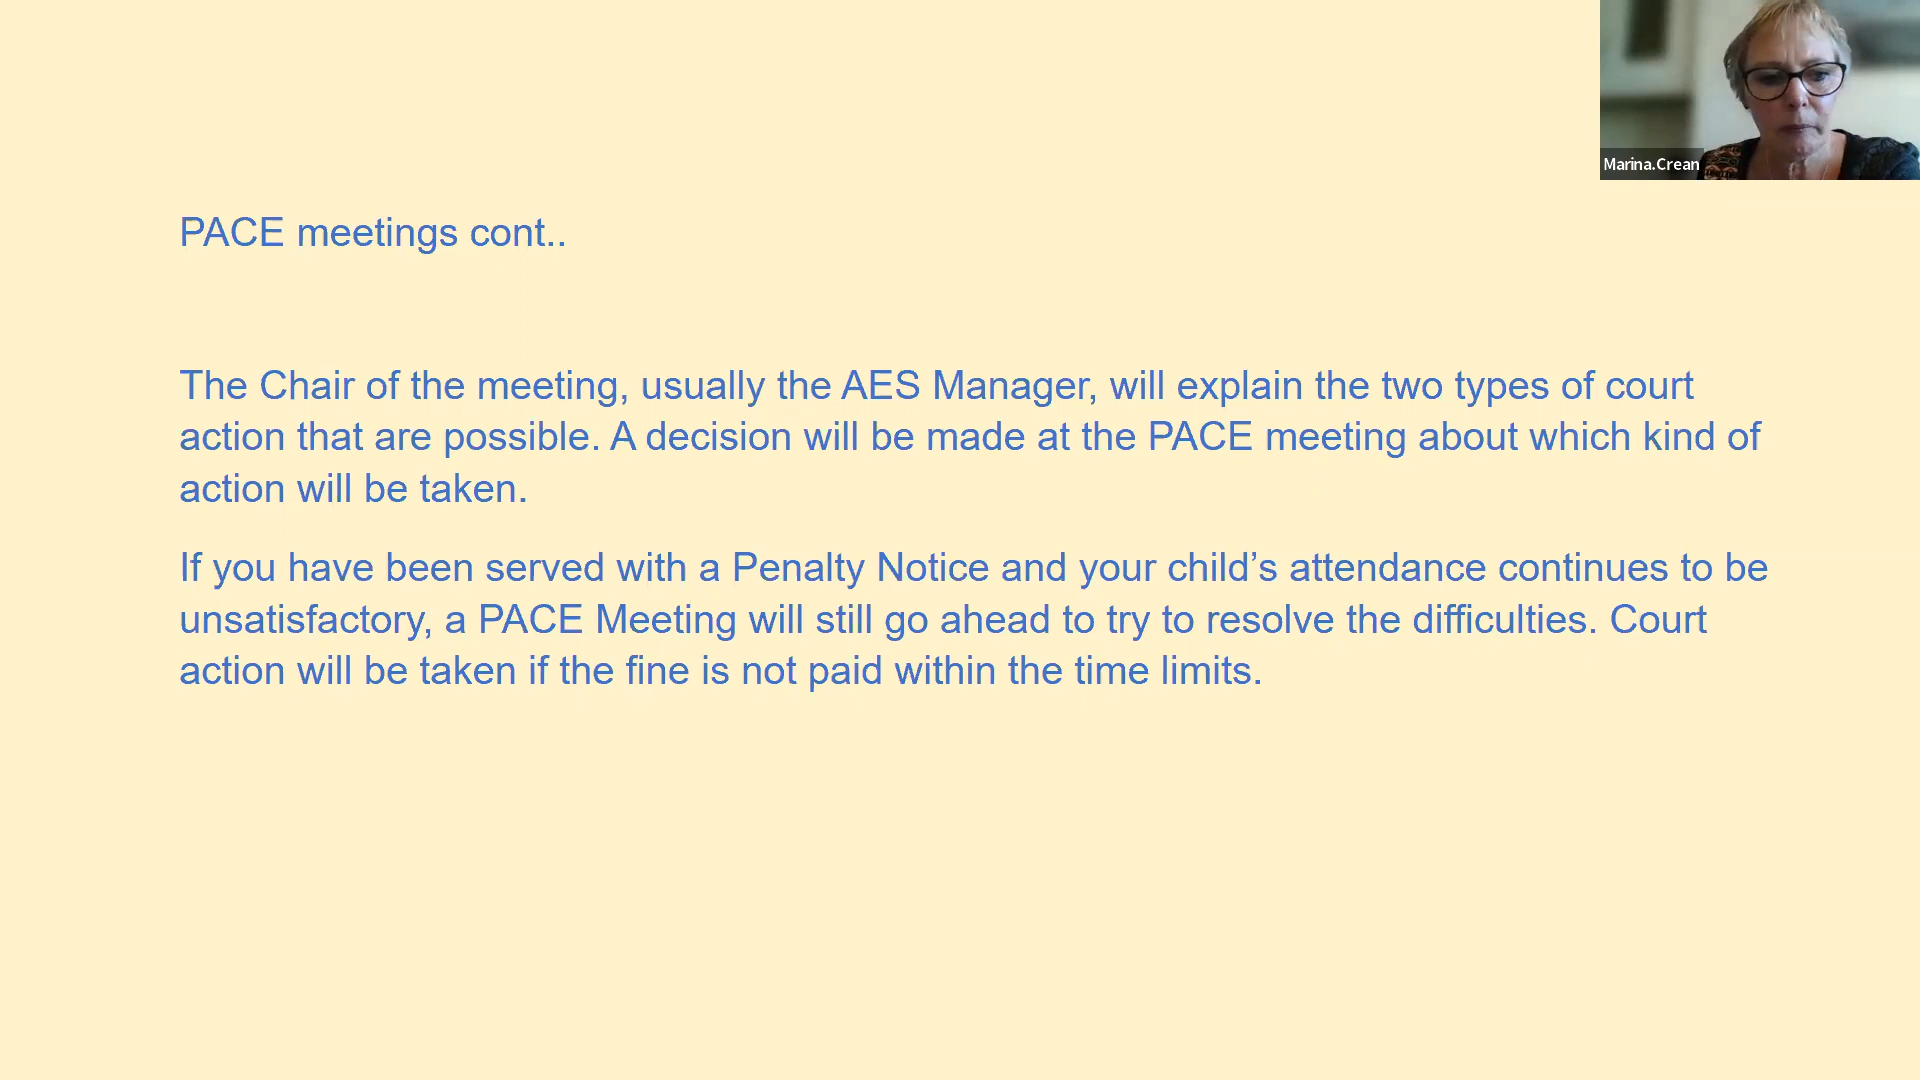 Marina.Crean
PACE meetings cont..
The Chair of the meeting, usually the AES Manager, will explain the two types of court
action that are possible. A decision will be made at the PACE meeting about which kind of
action will be taken.
If you have been served with a Penalty Notice and your child’s attendance continues to be
unsatisfactory, a PACE Meeting will still go ahead to try to resolve the difficulties. Court
action will be taken if the fine is not paid within the time limits.